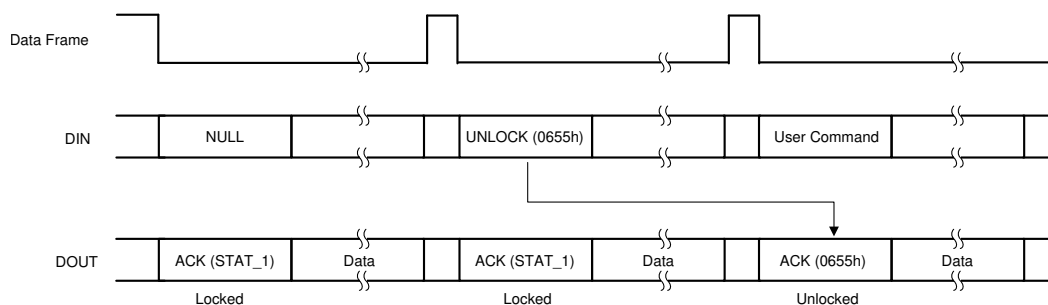 Data Frame
DIN NULL UNLOCK (0655h) User Command
DOUT ACK (STAT_1) Data ACK (STAT_1) Data ACK (0655h) Data
Locked Locked Unlocked